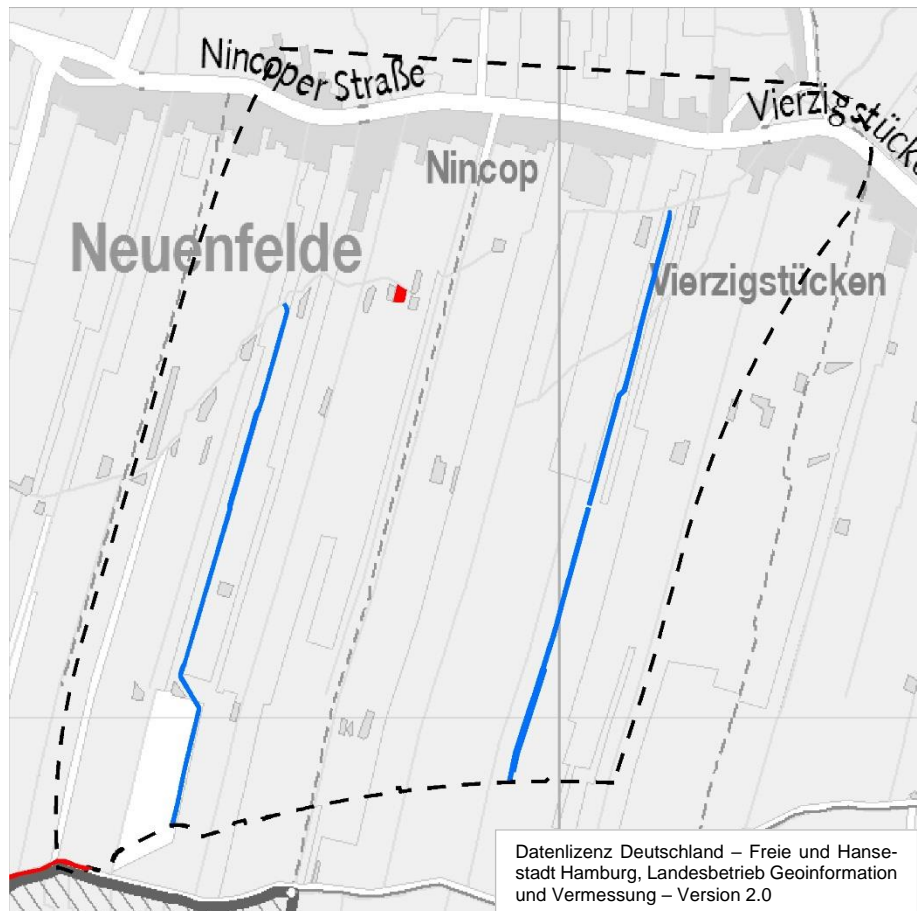 Nincoper Straße
Vierzigstücken
Nincop
Neuenfelde
Vierzigstücken
Datenlizenz Deutschland – Freie und Hanse-
stadt Hamburg, Landesbetrieb Geoinformation
und Vermessung – Version 2.0